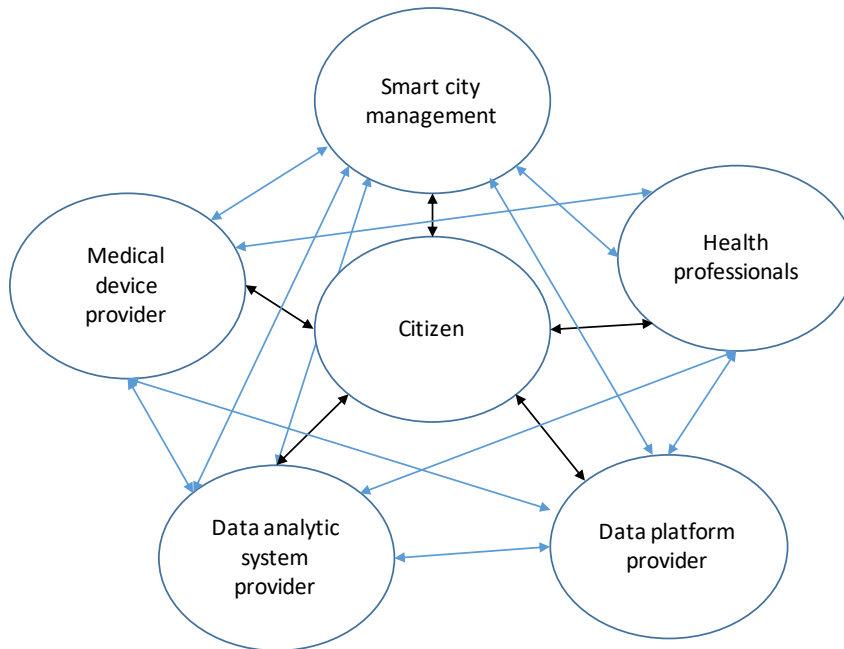 Smart city
management
Health
professionals
Medical
device
provider
Citizen
Data analytic
system
provider
Data platform
provider